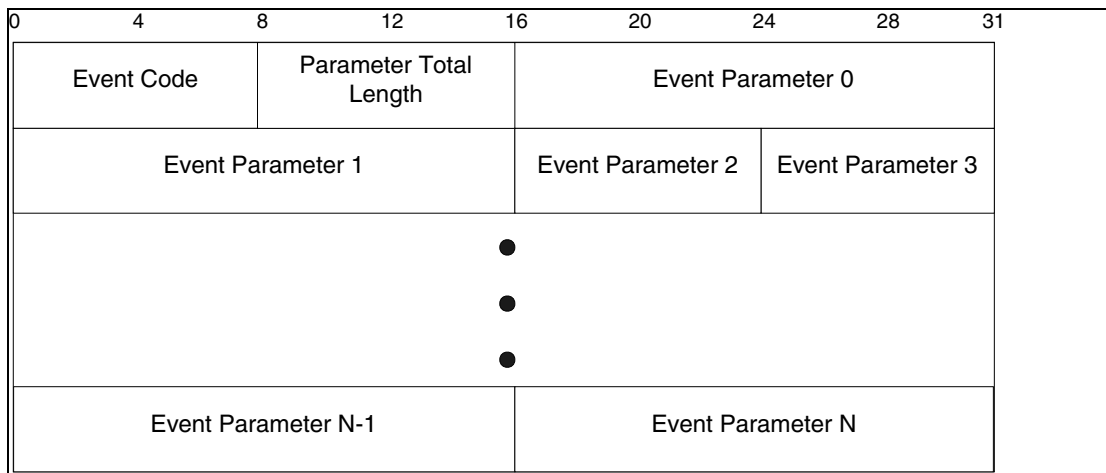 0 4 8 12 16 20 24 28 31
Event Code
Parameter Total
Length
Event Parameter 0
Event Parameter 1
Event Parameter 2
Event Parameter 3
Event Parameter N-1
Event Parameter N